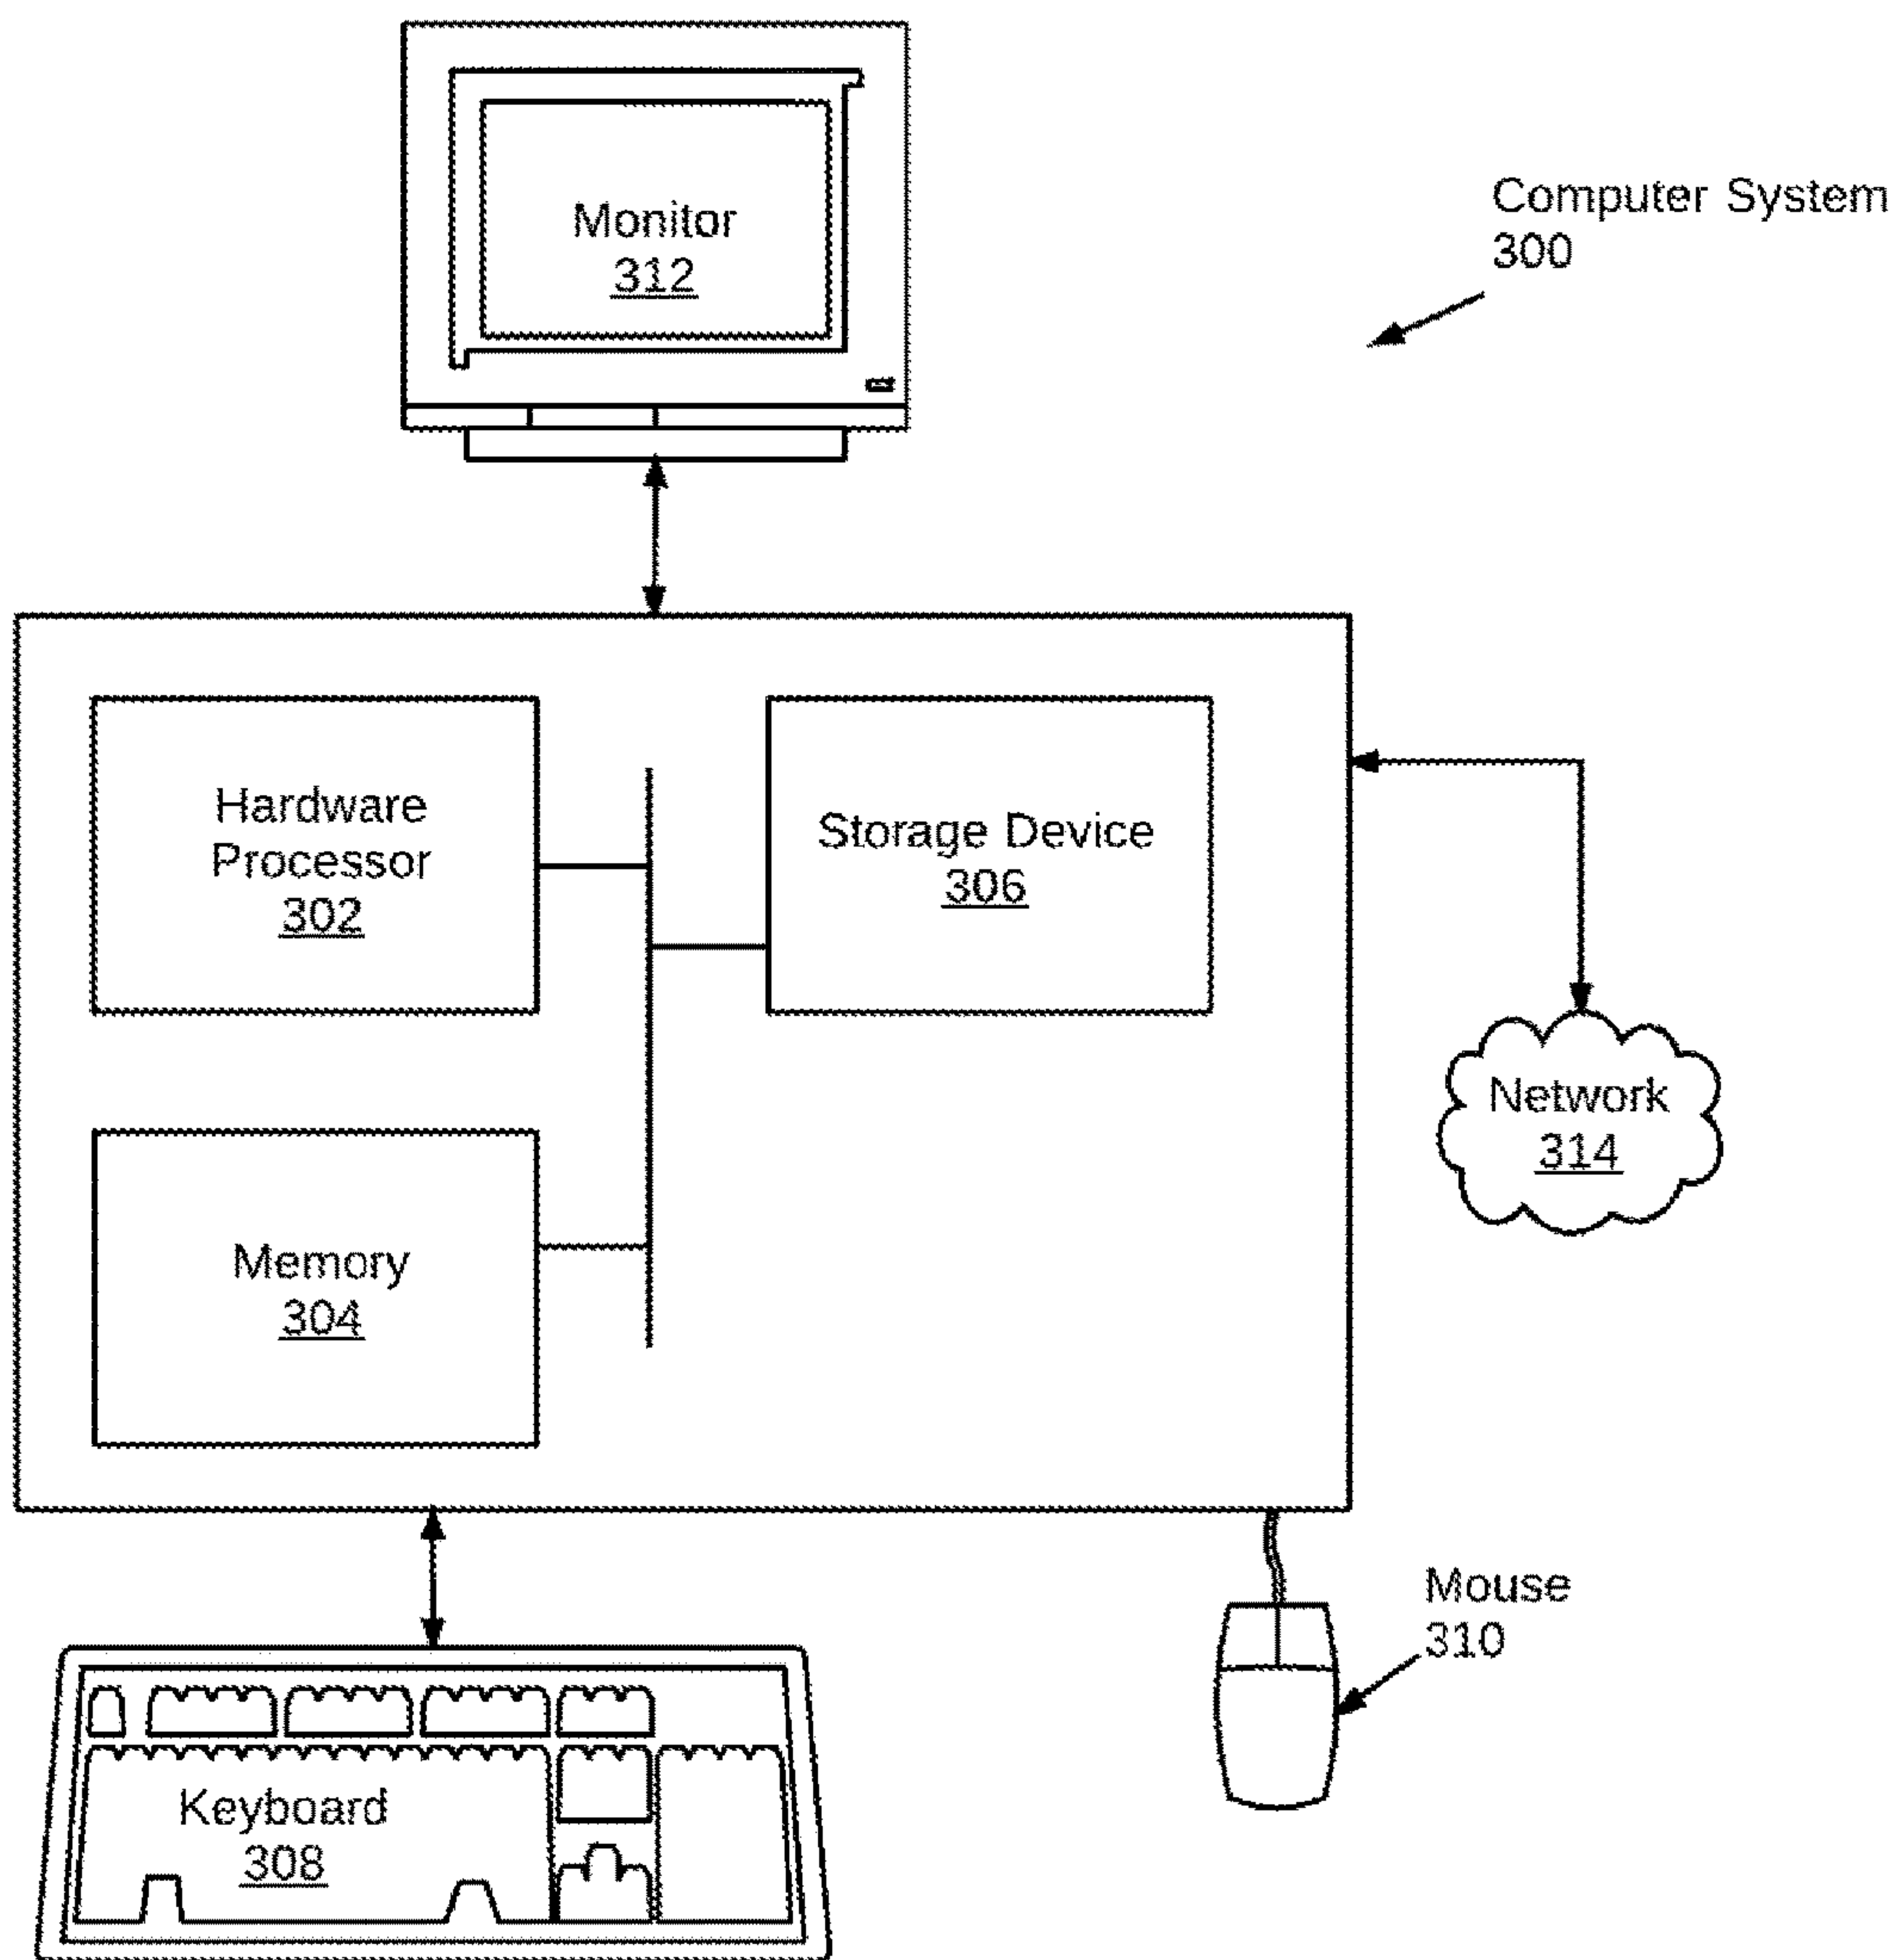 Monitor
312
Computer System
300
Hardware
Processor
302
Storage Device
306
Network
314
Memory
304
Mouse
310
Keyboard
308